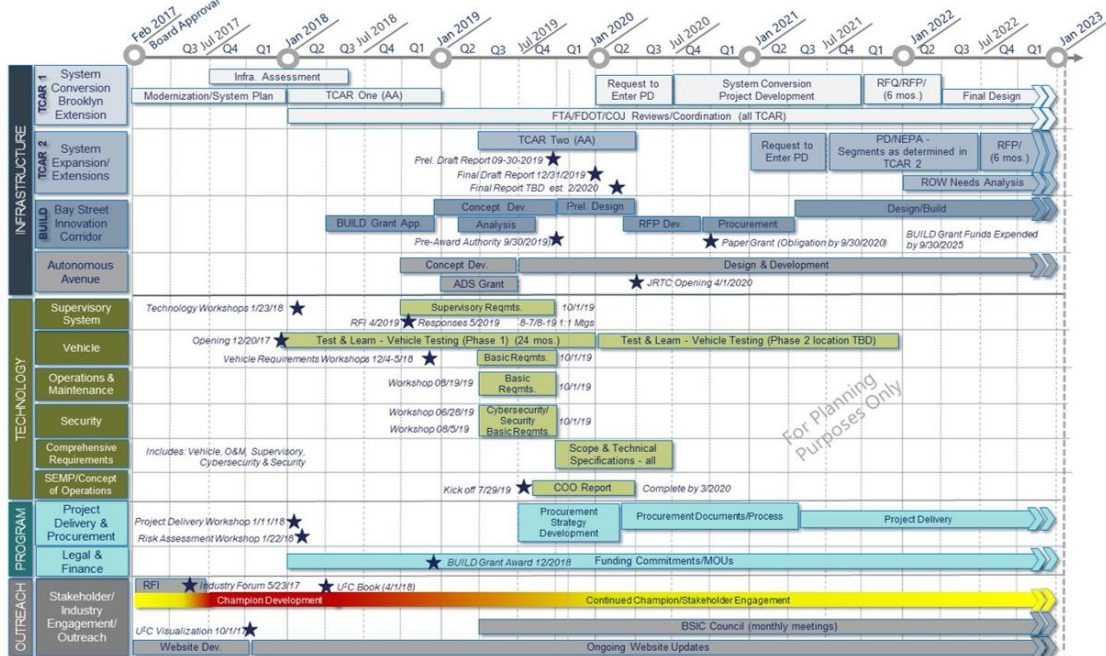 Feb 2017
Board Approval
Jul 2017
Jan 2018
Jul 2018
Jan 2019
Jul 2019
Jan 2020
Jul 2020
Jan 2021
Jul 2021
Jan 2022
Jul 2022
Jan 2023
Q3 Q4 Q1 Q2 Q3 Q4 Q1 Q2 Q3 Q4 Q1 Q2 Q3 Q4 Q1 Q2 Q3 Q4 Q1 Q2 Q3 Q4 Q1
INFRASTRUCTURE
TCAR 1
System
Conversion
Brooklyn
Extension
Infra. Assessment
Modernization/System Plan
TCAR One (AA)
Request to
Enter PD
System Conversion
Project Development
RFQ/RFP/
(6 mos.)
Final Design
FTA/FDOT/COJ Reviews/Coordination (all TCAR)
TCAR 2
System
Expansion/
Extensions
TCAR Two (AA)
Prel. Draft Report 09-30-2019
Final Draft Report 12/31/2019
Final Report TBD est. 2/2020
Request to
Enter PD
PD/NEPA -
Segments as determined in
TCAR 2
RFP/
(6 mos.)
ROW Needs Analysis
BUILD
Bay Street
Innovation
Corridor
BUILD Grant App.
Concept Dev.
Analysis
Prel. Design
Pre-Award Authority 9/30/2019)
RFP Dev.
Procurement
Paper Grant (Obligation by 9/30/2020)
Design/Build
BUILD Grant Funds Expended
by 9/30/2025
Autonomous
Avenue
Concept Dev.
ADS Grant
Design & Development
JRTC Opening 4/1/2020
TECHNOLOGY
Supervisory
System
Technology Workshops 1/23/18
Supervisory Reqmts.
10/1/19
RFI 4/2019
Responses 5/2019
8-7/8-19 1:1 Mtgs
Vehicle
Opening 12/20/17
Test & Learn - Vehicle Testing (Phase 1) (24 mos.)
Test & Learn - Vehicle Testing (Phase 2 location TBD)
Vehicle Requirements Workshops 12/4-5/18
Basic Reqmts.
10/1/19
Operations &
Maintenance
Workshop 08/19/19
Basic
Reqmts.
10/1/19
Security
Workshop 06/28/19
Workshop 08/5/19
Cybersecurity/
Security
Basic Reqmts.
10/1/19
Comprehensive
Requirements
Includes: Vehicle, O&M, Supervisory,
Cybersecurity & Security
Scope & Technical
Specifications - all
SEMP/Concept
of Operations
Kick off 7/29/19
COO Report
Complete by 3/2020
For Planning
Purposes Only
PROGRAM
Project
Delivery &
Procurement
Project Delivery Workshop 1/11/18
Risk Assessment Workshop 1/22/18
Procurement
Strategy
Development
Procurement Documents/Process
Project Delivery
Legal &
Finance
BUILD Grant Award 12/2018
Funding Commitments/MOUs
OUTREACH
Stakeholder/
Industry
Engagement/
Outreach
RFI
Industry Forum 5/23/17
U²C Book (4/1/18)
Champion Development
Continued Champion/Stakeholder Engagement
U²C Visualization 10/1/17
BSIC Council (monthly meetings)
Website Dev.
Ongoing Website Updates